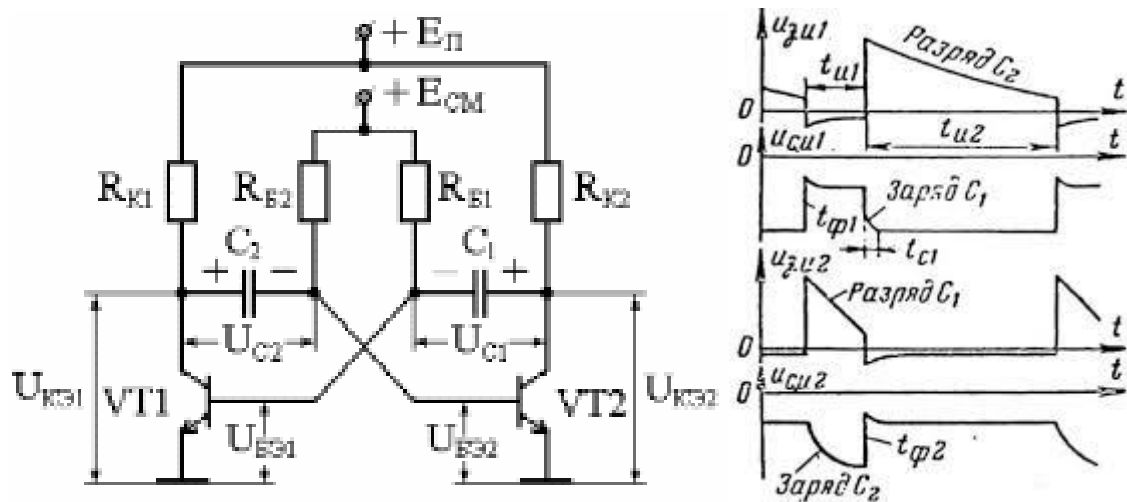 + Eп
+ Eсм
Rк1
Rб2
Rб1
Rк2
C2
C1
+ −
− +
Uc2
Uc1
Uкэ1
VT1
VT2
Uкэ2
Uбэ1
Uбэ2
uзи1
Разряд C2
tи1
t
0
tи2
uси1
t
0
Заряд C1
tф1
tс1
uзи2
Разряд C1
t
0
uси2
t
0
tф2
Заряд C2